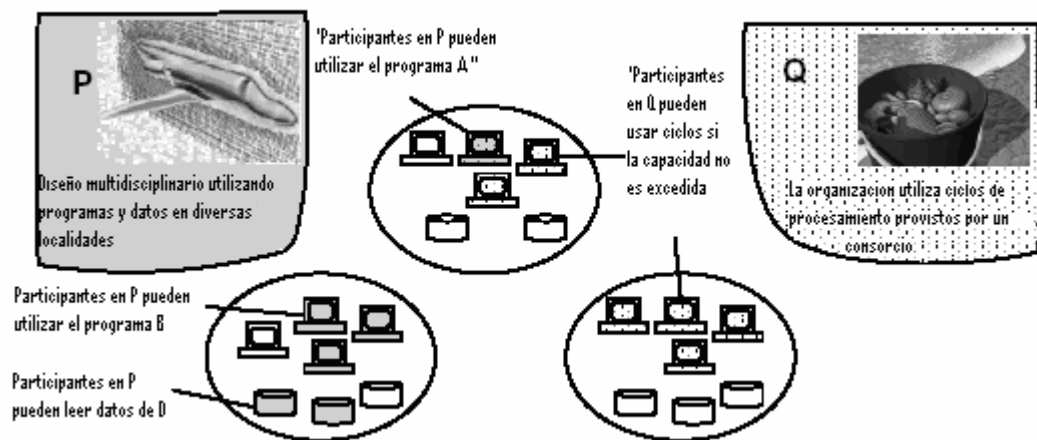 P
Diseño multidisciplinario utilizando
programas y datos en diversas
localidades
"Participantes en P pueden
utilizar el programa A"
"Participantes
en Q pueden
usar ciclos si
la capacidad no
es excedida
Q
La organizacion utiliza ciclos de
procesamiento provistos por un
consorcio.
Participantes en P pueden
utilizar el programa B
Participantes en P
pueden leer datos de D